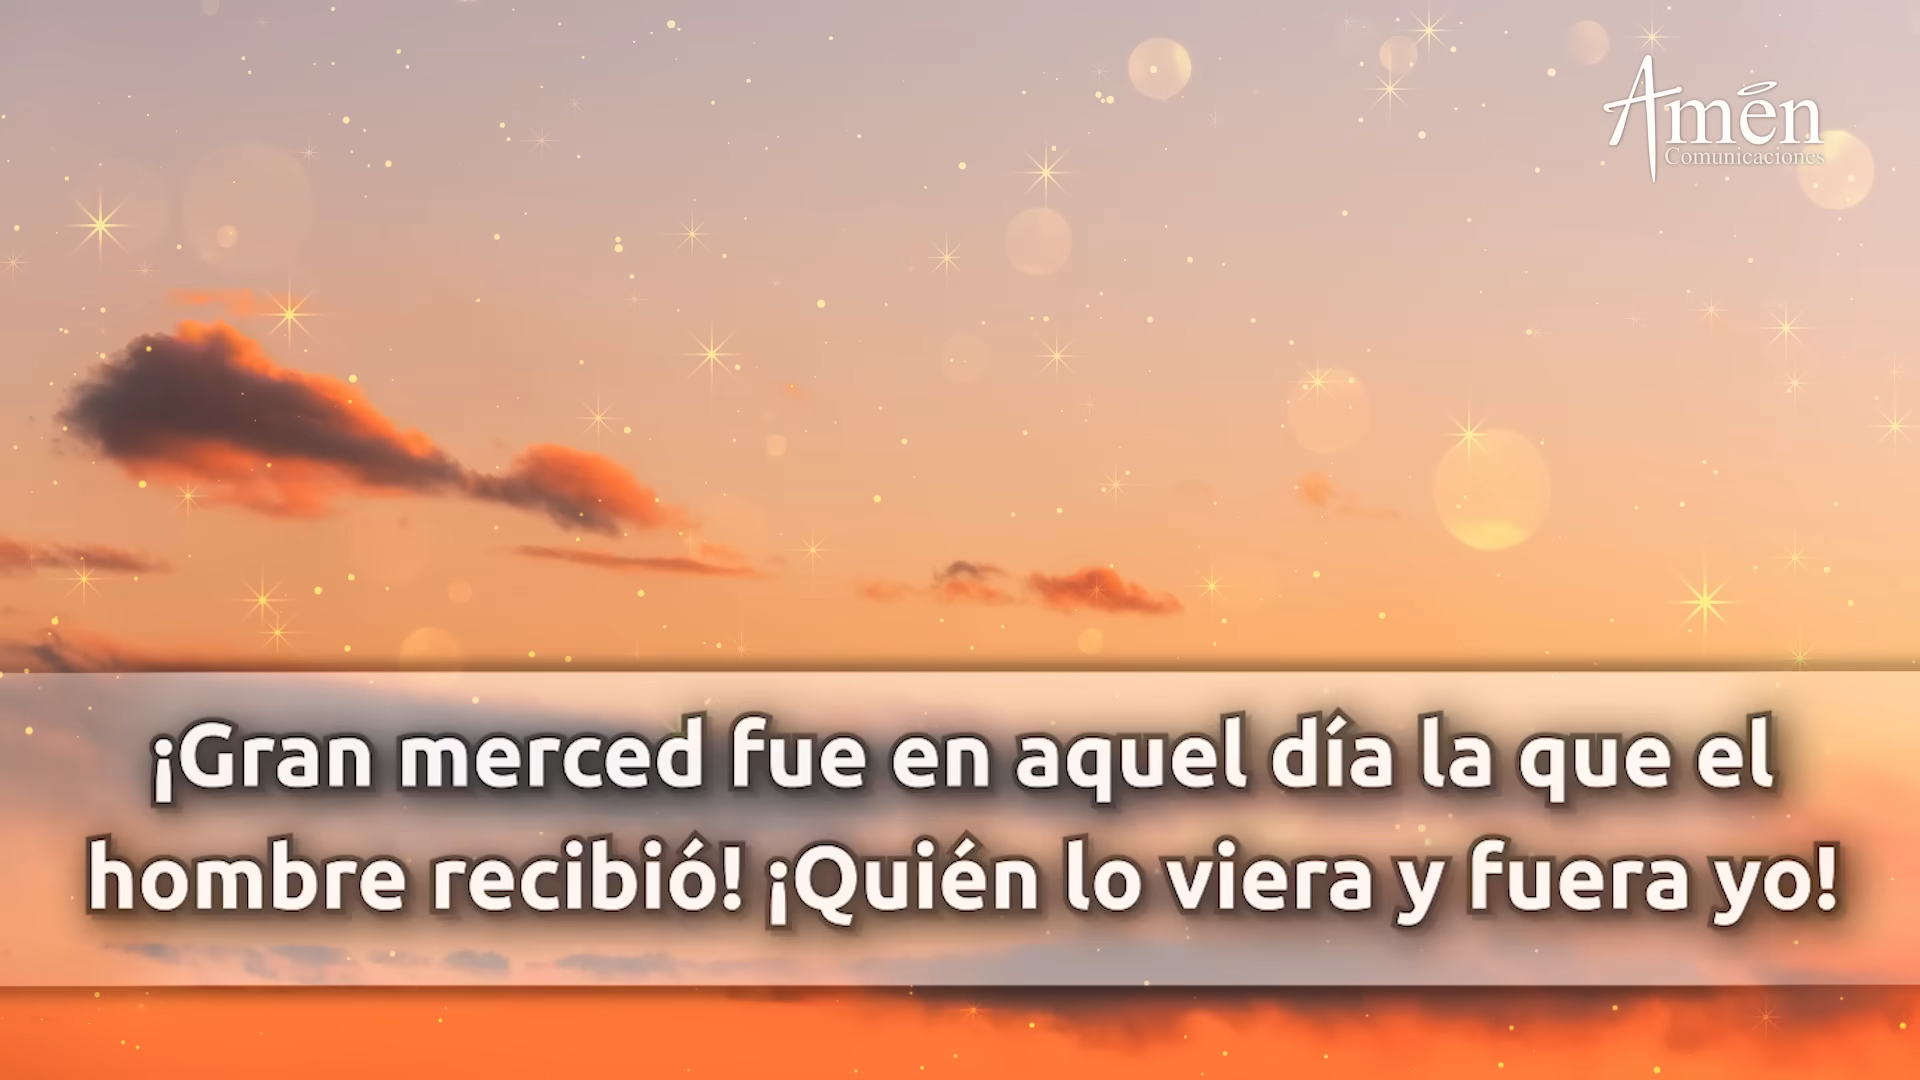 Amén
Comunicaciones
¡Gran merced fue en aquel día la que el
hombre recibió! ¡Quién lo viera y fuera yo!